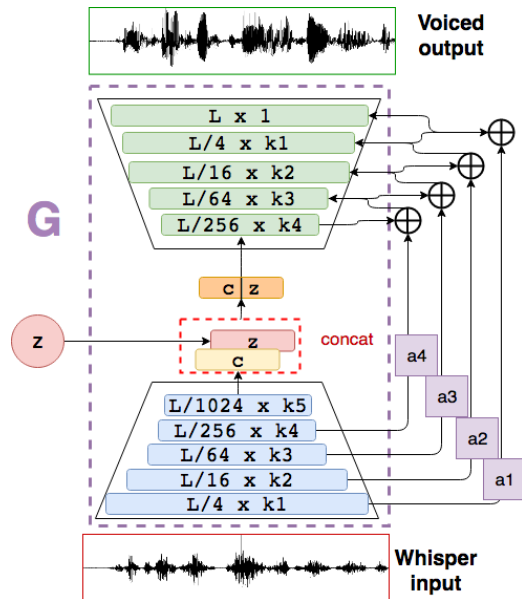 Voiced
output
L x 1
L/4 x k1
L/16 x k2
L/64 x k3
L/256 x k4
G
c z
z
z
concat
c
a4
a3
a2
a1
L/1024 x k5
L/256 x k4
L/64 x k3
L/16 x k2
L/4 x k1
Whisper
input